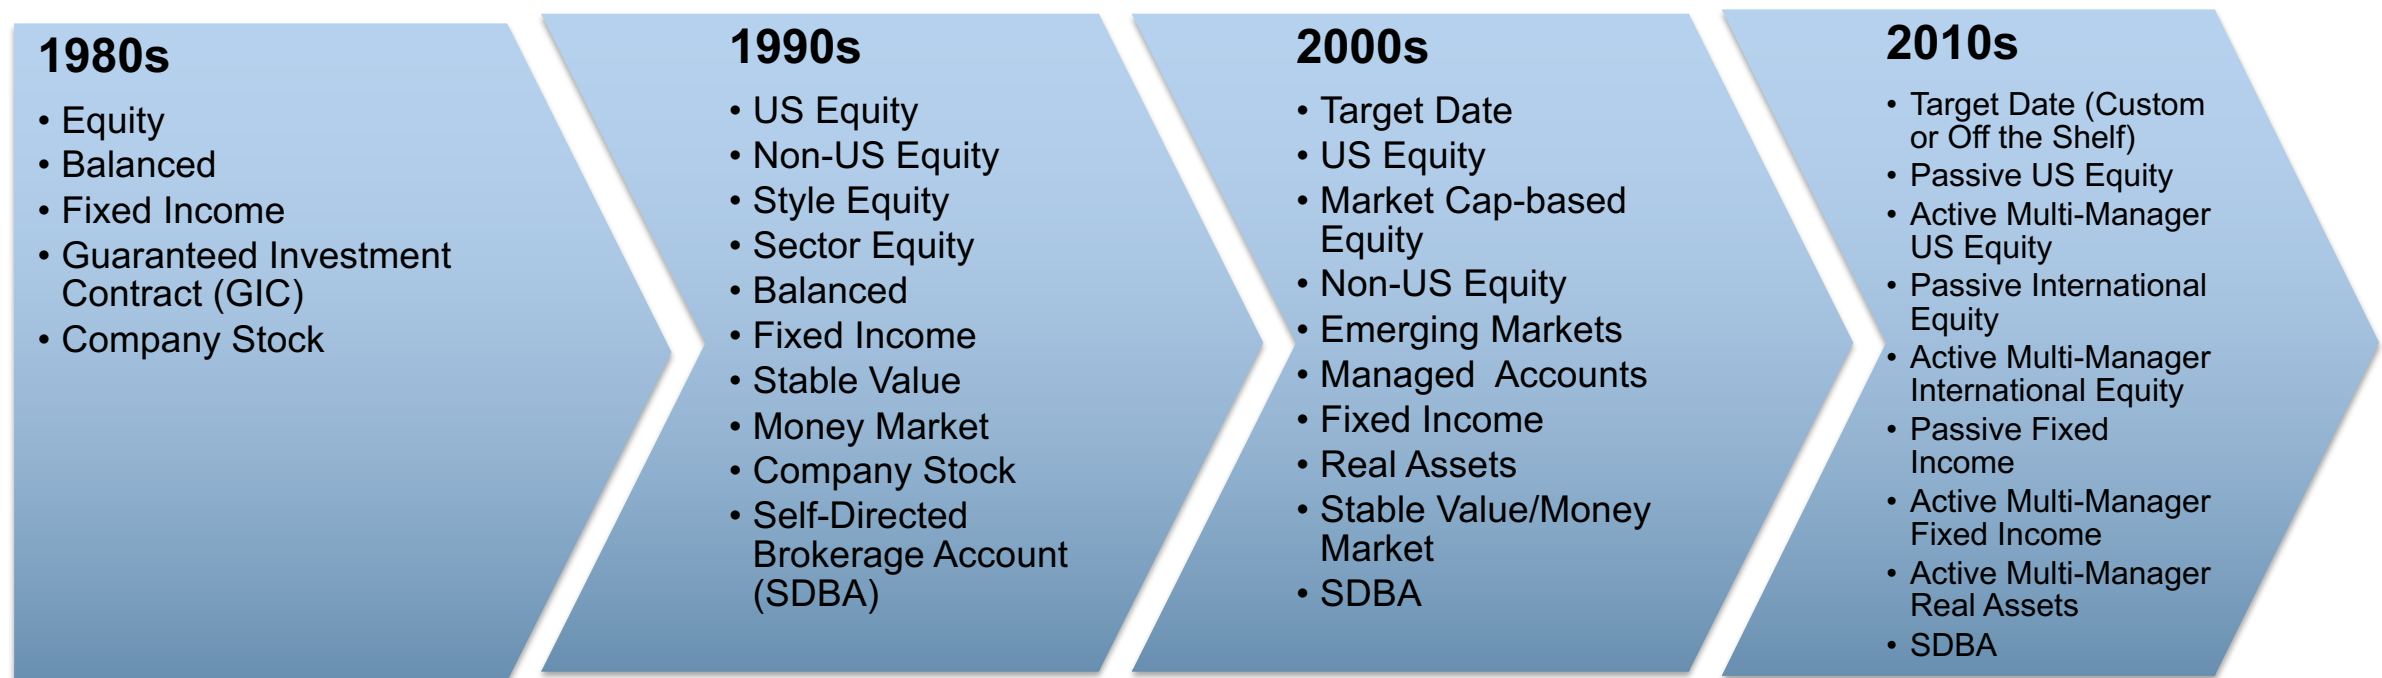 1980s
• Equity
• Balanced
• Fixed Income
• Guaranteed Investment
Contract (GIC)
• Company Stock
1990s
• US Equity
• Non-US Equity
• Style Equity
• Sector Equity
• Balanced
• Fixed Income
• Stable Value
• Money Market
• Company Stock
• Self-Directed
Brokerage Account
(SDBA)
2000s
• Target Date
• US Equity
• Market Cap-based
Equity
• Non-US Equity
• Emerging Markets
• Managed  Accounts
• Fixed Income
• Real Assets
• Stable Value/Money
Market
• SDBA
2010s
• Target Date (Custom
or Off the Shelf)
• Passive US Equity
• Active Multi-Manager
US Equity
• Passive International
Equity
• Active Multi-Manager
International Equity
• Passive Fixed
Income
• Active Multi-Manager
Fixed Income
• Active Multi-Manager
Real Assets
• SDBA